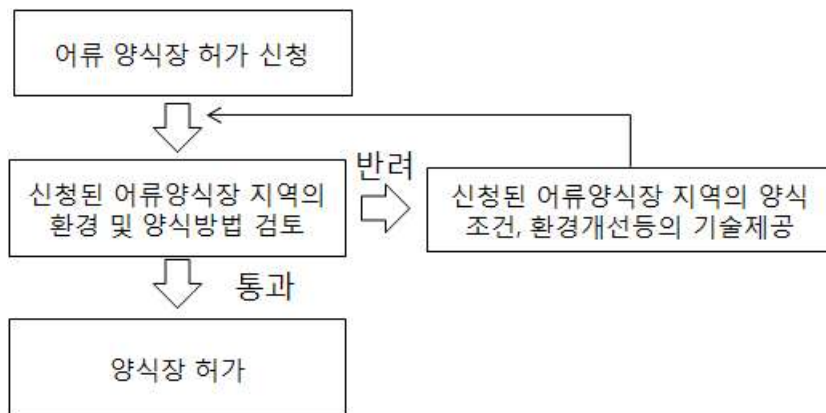 어류 양식장 허가 신청
반려
신청된 어류양식장 지역의
환경 및 양식방법 검토
신청된 어류양식장 지역의 양식
조건, 환경개선등의 기술제공
통과
양식장 허가